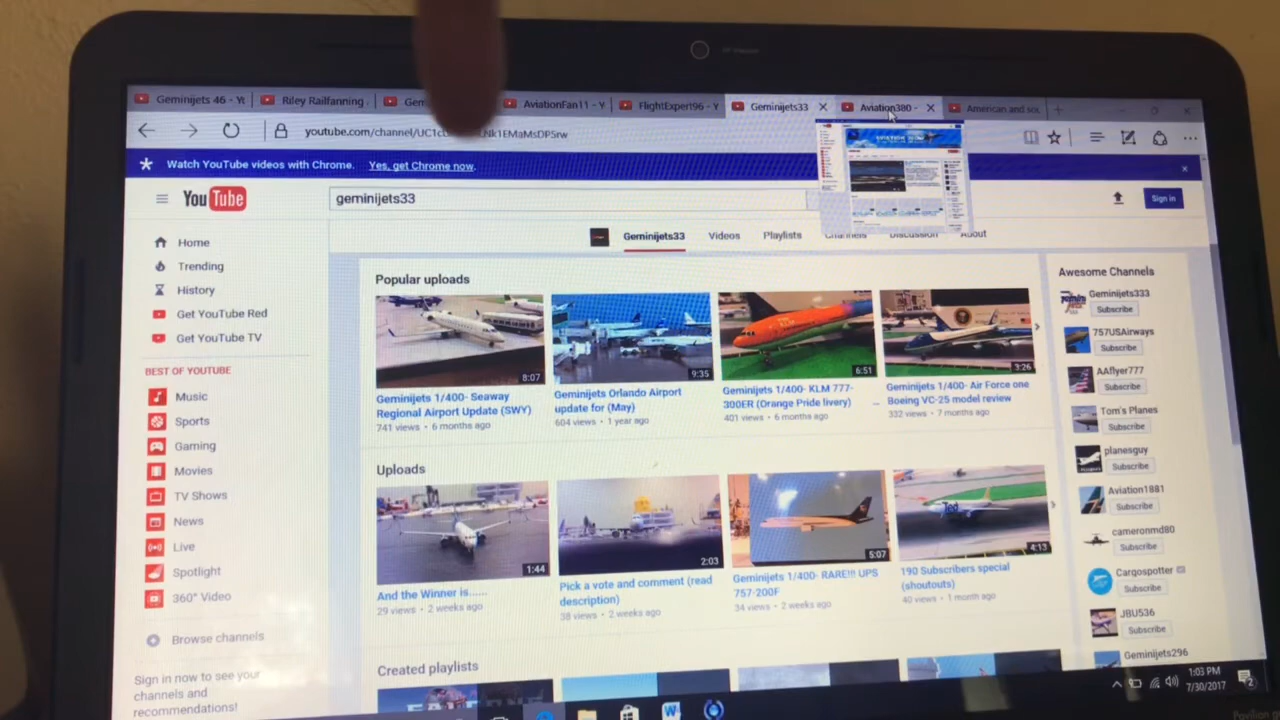 Geminijets 46 - Yt
Riley Railfanning
Gem
AvationFan11 - Y
FlightExpert96 - Y
Geminijets33
Aviation380 -
American and sou
youtube.com/channel/
Watch YouTube videos with Chrome. Yes, get Chrome now.
YouTube
geminijets33
Sign in
Geminijets33 Videos Playlists Channels Discussion About
Home
Trending
History
Get YouTube Red
Get YouTube TV
BEST OF YOUTUBE
Music
Sports
Gaming
Movies
TV Shows
News
Live
Spotlight
360° Video
Browse channels
Sign in now to see your
channels and
recommendations!
Popular uploads
8:07
9:35
6:51
3:26
Geminijets 1/400- Seaway
Regional Airport Update (SWY)
741 views • 6 months ago
Geminijets Orlando Airport
update for (May)
604 views • 1 year ago
Geminijets 1/400- KLM 777-
300ER (Orange Pride livery)
401 views • 6 months ago
Geminijets 1/400- Air Force one
Boeing VC-25 model review
332 views • 7 months ago
Uploads
Ted
1:44
2:03
5:07
4:13
And the Winner is......
29 views • 2 weeks ago
Pick a vote and comment (read
description)
38 views • 2 weeks ago
Geminijets 1/400- RARE!!! UPS
757-200F
34 views • 2 weeks ago
190 Subscribers special
(shoutouts)
40 views • 1 month ago
Created playlists
Awesome Channels
Geminijets333
Subscribe
757USAirways
Subscribe
AAflyer777
Subscribe
Tom's Planes
Subscribe
planesguy
Subscribe
Aviation1881
Subscribe
cameronmd80
Subscribe
Cargospotter
Subscribe
JBU536
Subscribe
Geminijets296
1:03 PM
7/30/2017